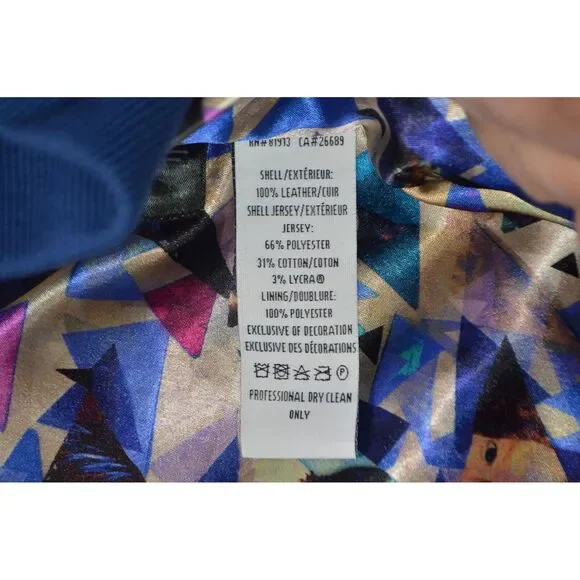 RN# 81913 CA#26689
SHELL/EXTÉRIEUR:
100% LEATHER/CUIR
SHELL JERSEY/EXTÉRIEUR
JERSEY:
66% POLYESTER
31% COTTON/COTON
3% LYCRA®
LINING/DOUBLURE:
100% POLYESTER
EXCLUSIVE OF DECORATION
EXCLUSIVE DES DÉCORATIONS
P
PROFESSIONAL DRY CLEAN
ONLY